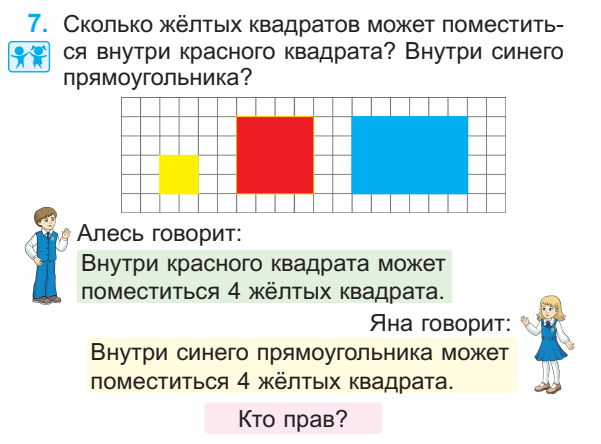 7. Сколько жёлтых квадратов может поместить-
ся внутри красного квадрата? Внутри синего
прямоугольника?
Алесь говорит:
Внутри красного квадрата может
поместиться 4 жёлтых квадрата.
Яна говорит:
Внутри синего прямоугольника может
поместиться 4 жёлтых квадрата.
Кто прав?